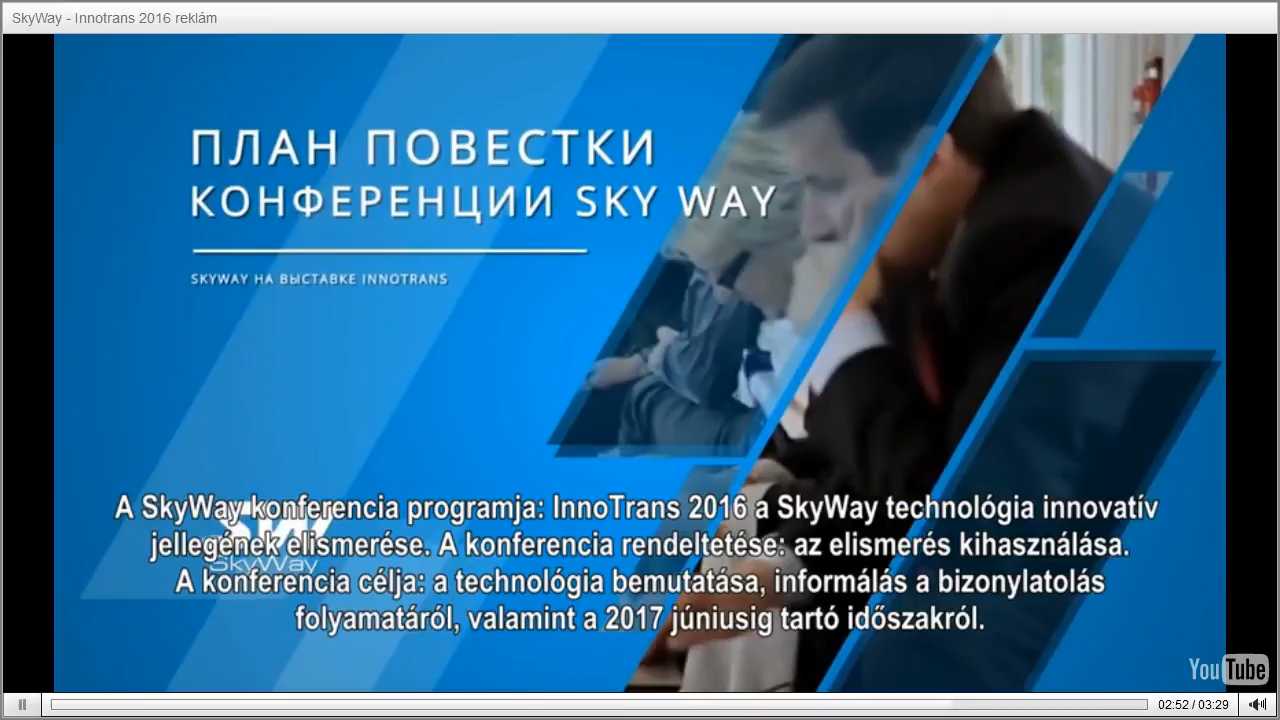 SkyWay - Innotrans 2016 reklám
ПЛАН ПОВЕСТКИ
КОНФЕРЕНЦИИ SKY WAY
SKYWAY НА ВЫСТАВКЕ INNOTRANS
A SkyWay konferencia programja: InnoTrans 2016 a SkyWay technológia innovatív
jellegének elismerése. A konferencia rendeltetése: az elismerés kihasználása.
A konferencia célja: a technológia bemutatása, informálás a bizonylatolás
folyamatáról, valamint a 2017 júniusig tartó időszakról.
SW
SkyWay
YouTube
02:52 / 03:29